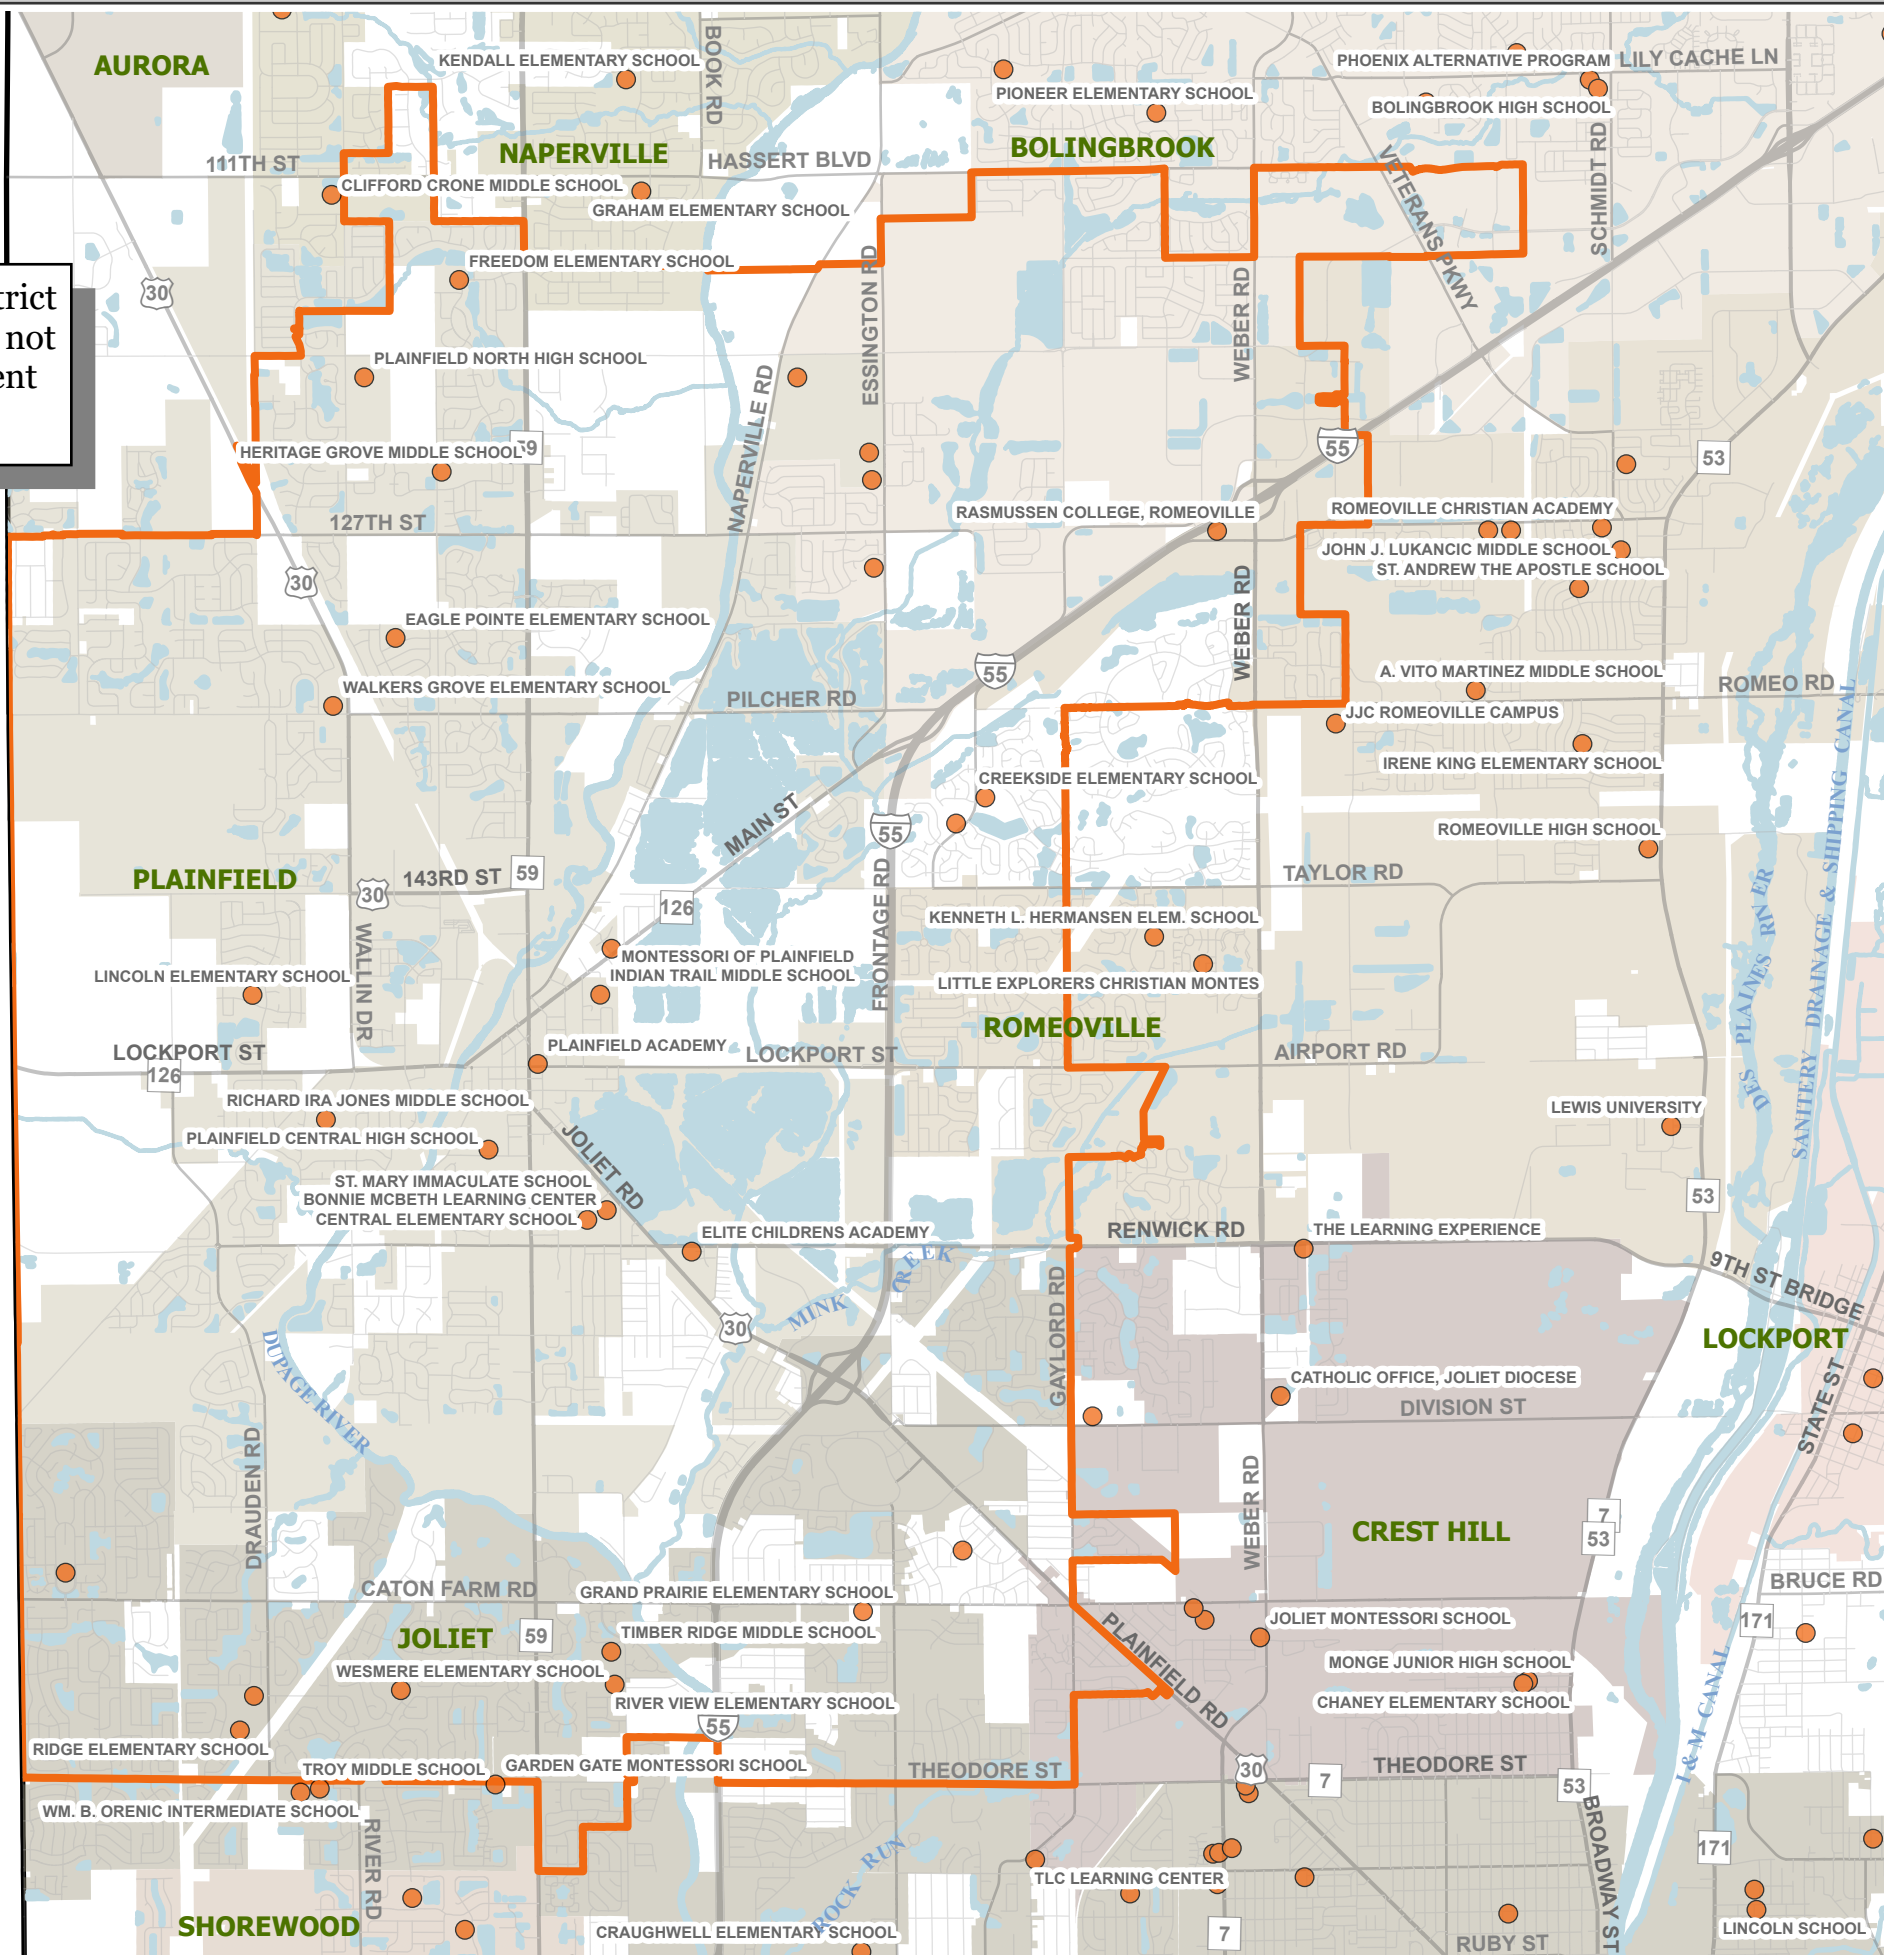 AURORA
KENDALL ELEMENTARY SCHOOL
BOOK RD
PHOENIX ALTERNATIVE PROGRAM
LILY CACHE LN
PIONEER ELEMENTARY SCHOOL
BOLINGBROOK HIGH SCHOOL
SCHMIDT RD
111TH ST
NAPERVILLE
HASSERT BLVD
BOLINGBROOK
VETERANS PKWY
CLIFFORD CRONE MIDDLE SCHOOL
GRAHAM ELEMENTARY SCHOOL
FREEDOM ELEMENTARY SCHOOL
ESSINGTON RD
WEBER RD
30
trict
not
ent
PLAINFIELD NORTH HIGH SCHOOL
NAPERVILLE RD
HERITAGE GROVE MIDDLE SCHOOL
59
55
53
127TH ST
RASMUSSEN COLLEGE, ROMEOVILLE
ROMEOVILLE CHRISTIAN ACADEMY
JOHN J. LUKANCIC MIDDLE SCHOOL
ST. ANDREW THE APOSTLE SCHOOL
30
WEBER RD
EAGLE POINTE ELEMENTARY SCHOOL
55
A. VITO MARTINEZ MIDDLE SCHOOL
WALKERS GROVE ELEMENTARY SCHOOL
PILCHER RD
ROMEO RD
JJC ROMEOVILLE CAMPUS
IRENE KING ELEMENTARY SCHOOL
CREEKSIDE ELEMENTARY SCHOOL
MAIN ST
55
ROMEOVILLE HIGH SCHOOL
SANITERY DRAINAGE & SHIPPING CANAL
PLAINFIELD
30
143RD ST
59
TAYLOR RD
126
FRONTAGE RD
KENNETH L. HERMANSEN ELEM. SCHOOL
DES PLAINES RIVER
WALLIN DR
MONTESSORI OF PLAINFIELD
INDIAN TRAIL MIDDLE SCHOOL
LINCOLN ELEMENTARY SCHOOL
LITTLE EXPLORERS CHRISTIAN MONTES
ROMEOVILLE
LOCKPORT ST
126
PLAINFIELD ACADEMY
LOCKPORT ST
AIRPORT RD
RICHARD IRA JONES MIDDLE SCHOOL
LEWIS UNIVERSITY
PLAINFIELD CENTRAL HIGH SCHOOL
JOLIET RD
ST. MARY IMMACULATE SCHOOL
BONNIE MCBETH LEARNING CENTER
CENTRAL ELEMENTARY SCHOOL
53
ELITE CHILDRENS ACADEMY
RENWICK RD
THE LEARNING EXPERIENCE
MINK CREEK
9TH ST BRIDGE
30
GAYLORD RD
LOCKPORT
DUPAGE RIVER
CATHOLIC OFFICE, JOLIET DIOCESE
DIVISION ST
STATE ST
DRAUDEN RD
WEBER RD
7
53
CREST HILL
CATON FARM RD
GRAND PRAIRIE ELEMENTARY SCHOOL
BRUCE RD
JOLIET
59
TIMBER RIDGE MIDDLE SCHOOL
PLAINFIELD RD
JOLIET MONTESSORI SCHOOL
171
WESMERE ELEMENTARY SCHOOL
MONGE JUNIOR HIGH SCHOOL
RIVER VIEW ELEMENTARY SCHOOL
CHANEY ELEMENTARY SCHOOL
I & M CANAL
55
RIDGE ELEMENTARY SCHOOL
TROY MIDDLE SCHOOL
GARDEN GATE MONTESSORI SCHOOL
THEODORE ST
30
7
THEODORE ST
53
WM. B. ORENIC INTERMEDIATE SCHOOL
RIVER RD
BROADWAY ST
171
ROCK RUN
TLC LEARNING CENTER
SHOREWOOD
CRAUGHWELL ELEMENTARY SCHOOL
7
RUBY ST
LINCOLN SCHOOL